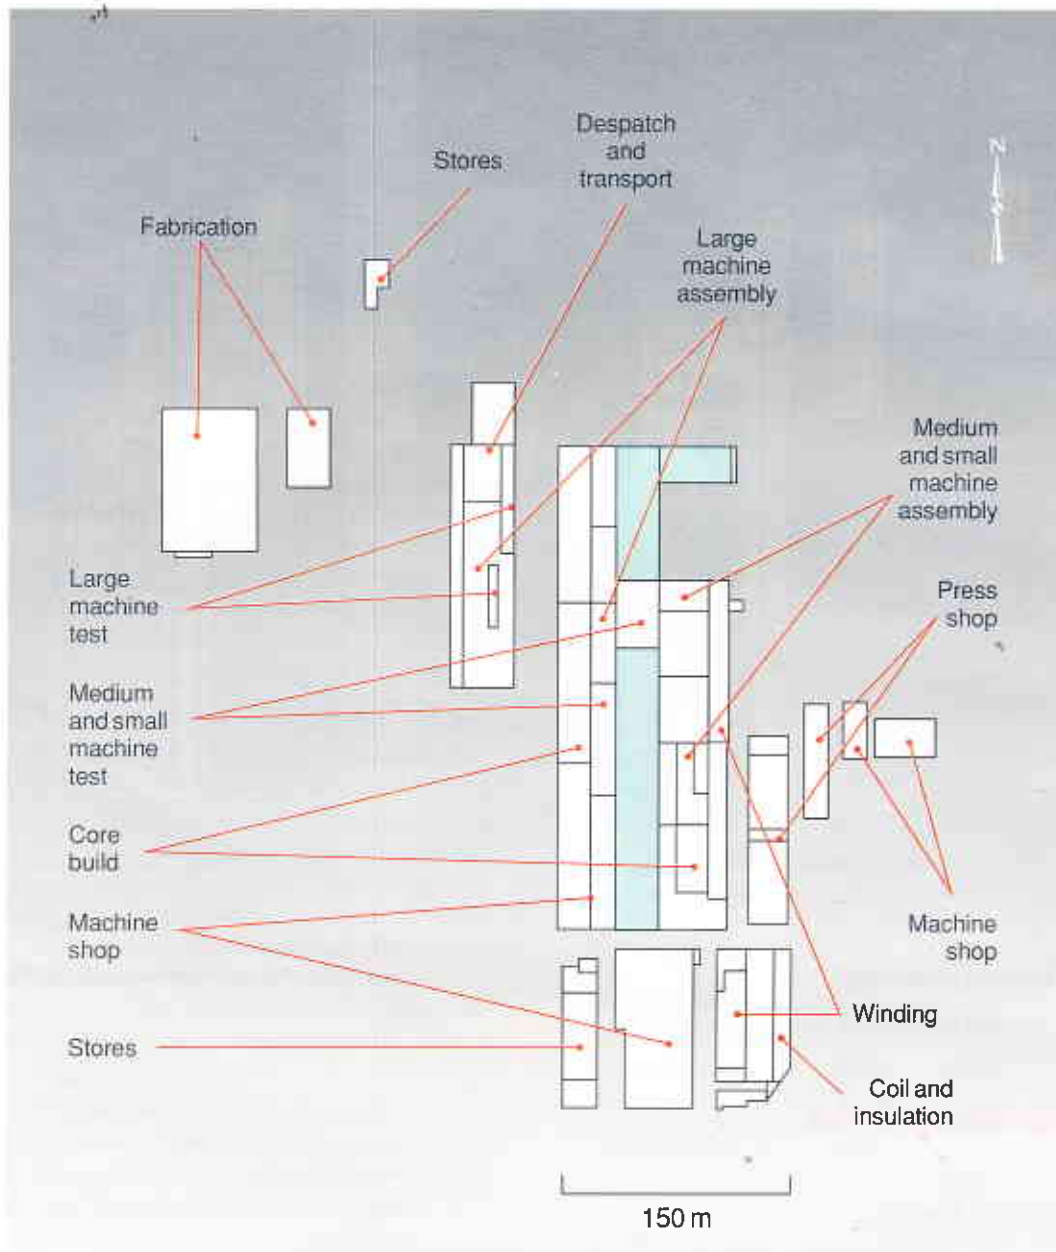 Despatch
and
transport
Stores
N
Fabrication
Large
machine
assembly
Medium
and small
machine
assembly
Large
machine
test
Press
shop
Medium
and small
machine
test
Core
build
Machine
shop
Machine
shop
Winding
Stores
Coil and
insulation
150 m